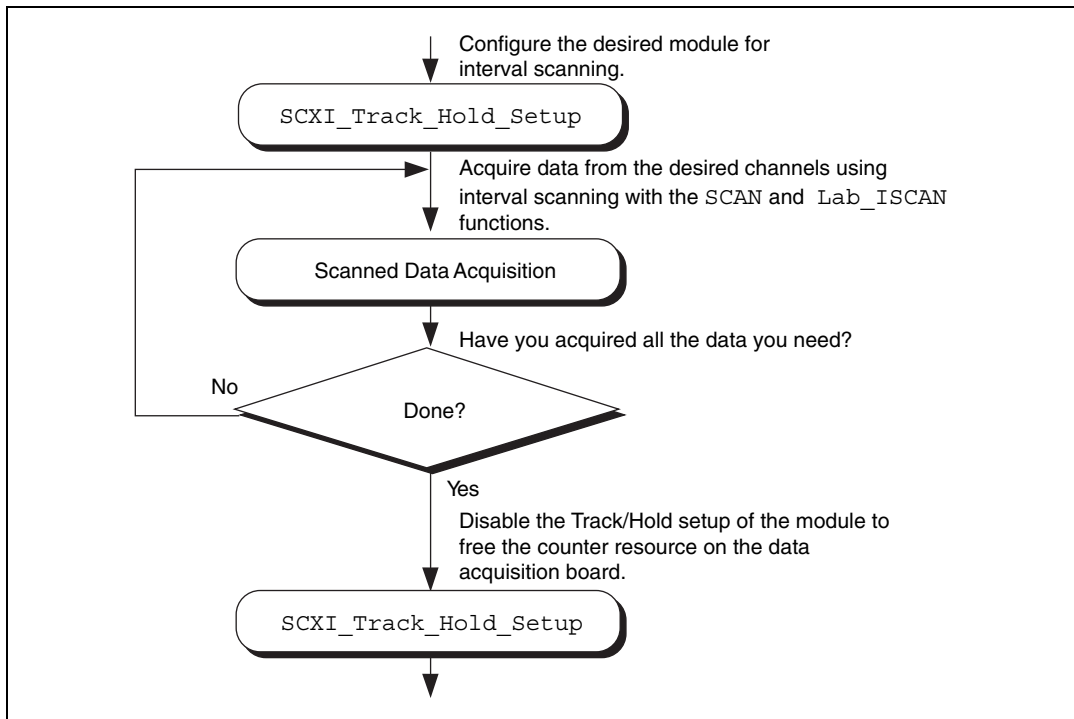 Configure the desired module for
interval scanning.
SCXI_Track_Hold_Setup
Acquire data from the desired channels using
interval scanning with the SCAN and Lab_ISCAN
functions.
Scanned Data Acquisition
Have you acquired all the data you need?
No
Done?
Yes
Disable the Track/Hold setup of the module to
free the counter resource on the data
acquisition board.
SCXI_Track_Hold_Setup